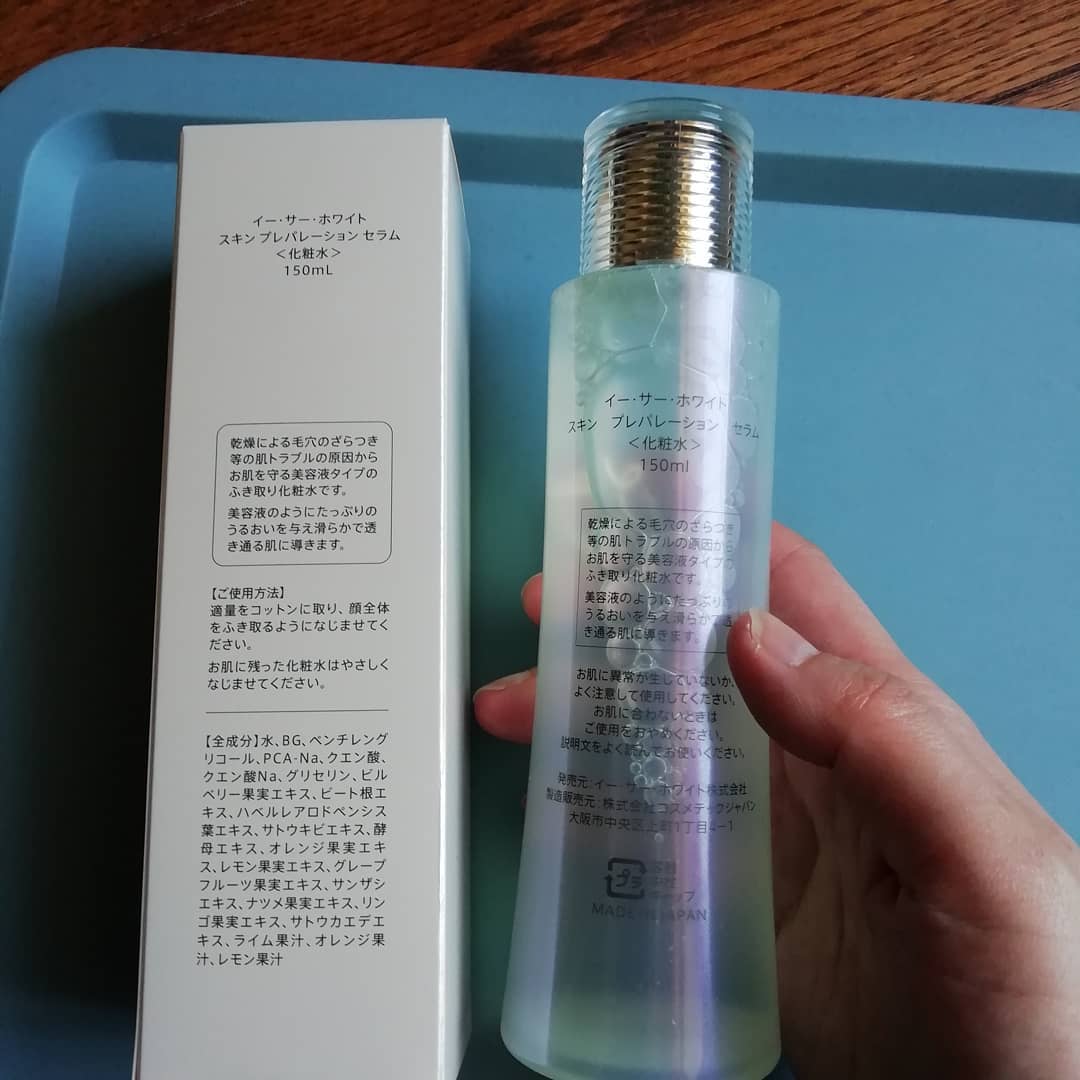 イー・サー・ホワイト
スキン プレパレーション セラム
＜化粧水＞
150mL
乾燥による毛穴のざらつき
等の肌トラブルの原因から
お肌を守る美容液タイプの
ふき取り化粧水です。
美容液のようにたっぷりの
うるおいを与え滑らかで透
き通る肌に導きます。
【ご使用方法】
適量をコットンに取り、顔全体
をふき取るようになじませてく
ださい。
お肌に残った化粧水はやさしく
なじませてください。
【全成分】水、BG、ペンチレング
リコール、PCA-Na、クエン酸、
クエン酸Na、グリセリン、ビル
ベリー果実エキス、ビート根エ
キス、ハベルレアロドペンシス
葉エキス、サトウキビエキス、酵
母エキス、オレンジ果実エキ
ス、レモン果実エキス、グレープ
フルーツ果実エキス、サンザシ
エキス、ナツメ果実エキス、リン
ゴ果実エキス、サトウカエデエ
キス、ライム果汁、オレンジ果
汁、レモン果汁
イー・サー・ホワイト
スキン プレパレーション セラム
＜化粧水＞
150ml
乾燥による毛穴のざらつき
等の肌トラブルの原因から
お肌を守る美容液タイプの
ふき取り化粧水です。
美容液のようにたっぷりの
うるおいを与え滑らかで透
き通る肌に導きます。
お肌に異常が生じていないか、
よく注意して使用してください。
お肌に合わないときは
ご使用をおやめください。
説明文をよく読んでお使いください。
発売元：イー・サー・ホワイト株式会社
製造販売元：株式会社コスメティックジャパン
大阪市中央区上町1丁目4-1
プラ
MADE IN JAPAN